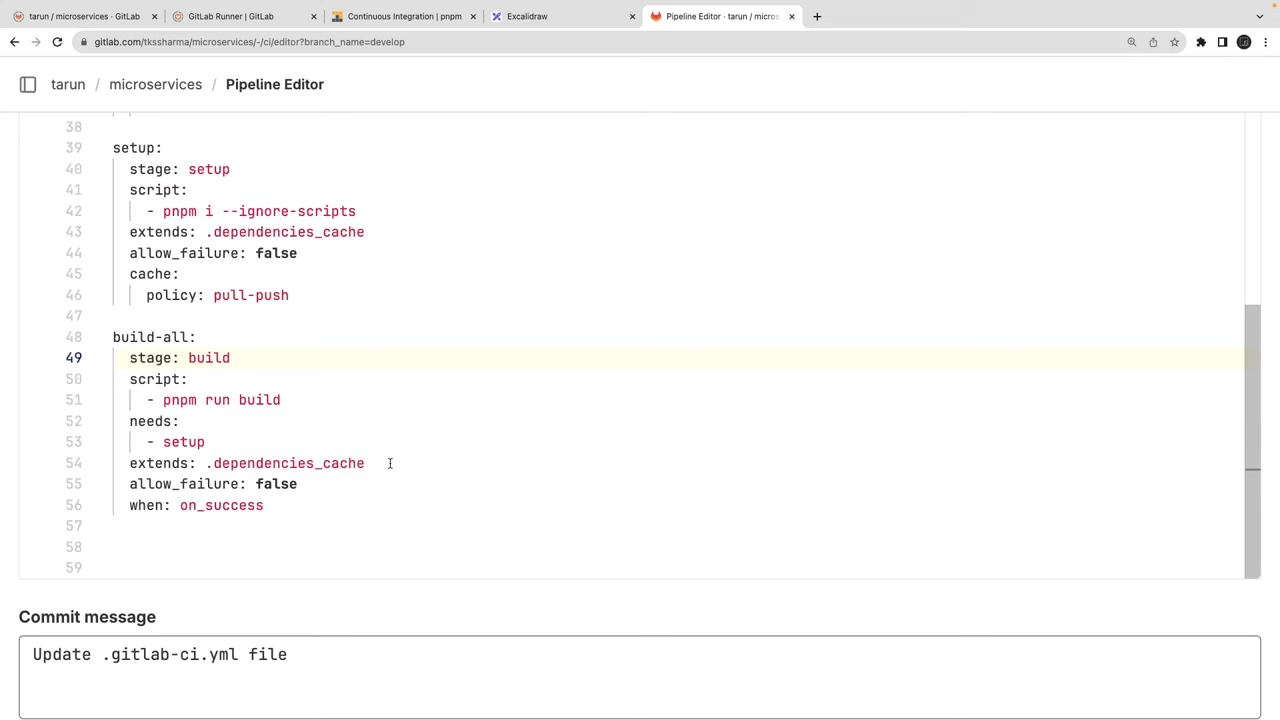 tarun / microservices · GitLab
GitLab Runner | GitLab
Continuous Integration | pnpm
Excalidraw
Pipeline Editor · tarun / micros
gitlab.com/tkssharma/microservices/-/ci/editor?branch_name=develop
tarun / microservices / Pipeline Editor
38
39 setup:
40 stage: setup
41 script:
42 - pnpm i --ignore-scripts
43 extends: .dependencies_cache
44 allow_failure: false
45 cache:
46 policy: pull-push
47
48 build-all:
49 stage: build
50 script:
51 - pnpm run build
52 needs:
53 - setup
54 extends: .dependencies_cache
55 allow_failure: false
56 when: on_success
57
58
59
Commit message
Update .gitlab-ci.yml file